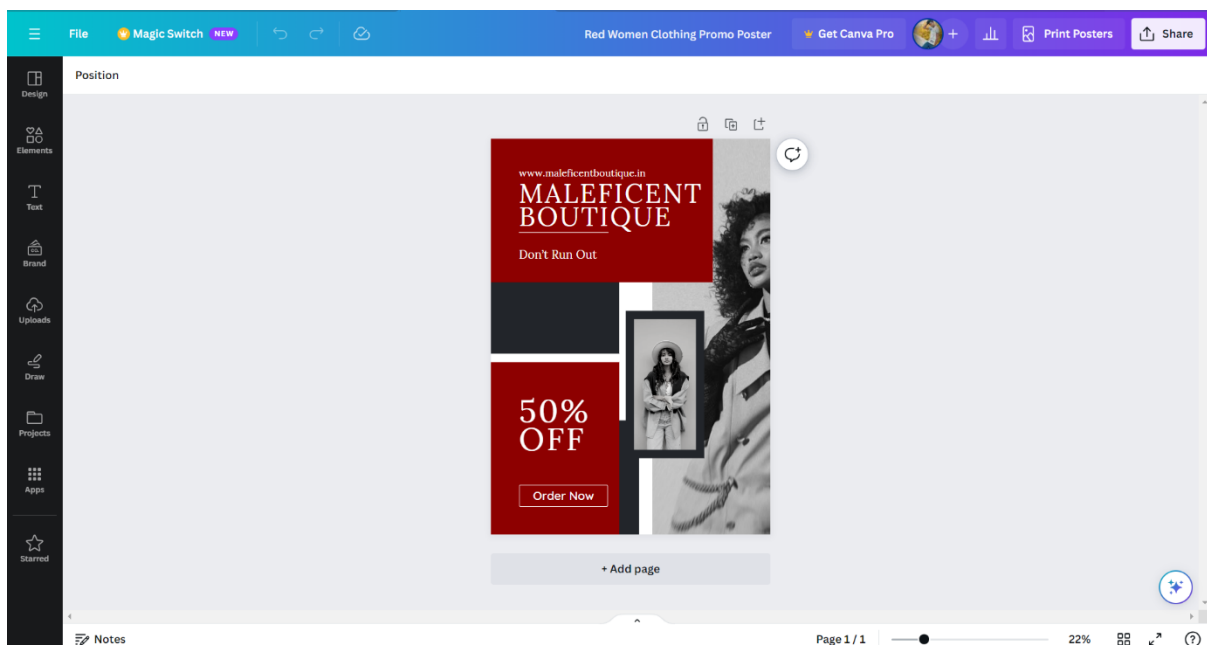 File
Magic Switch NEW
Red Women Clothing Promo Poster
Get Canva Pro
Print Posters
Share
Position
Design
Elements
Text
Brand
Uploads
Draw
Projects
Apps
Starred
www.maleficentboutique.in
MALEFICENT
BOUTIQUE
Don't Run Out
50%
OFF
Order Now
+ Add page
Notes
Page 1 / 1
22%